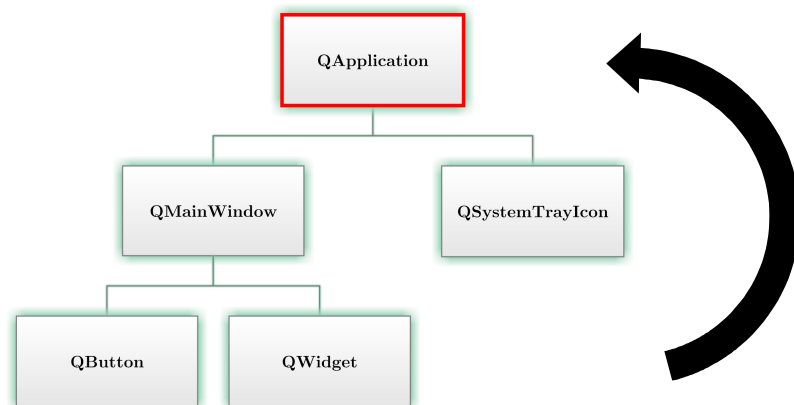 QApplication
QMainWindow
QSystemTrayIcon
QButton
QWidget